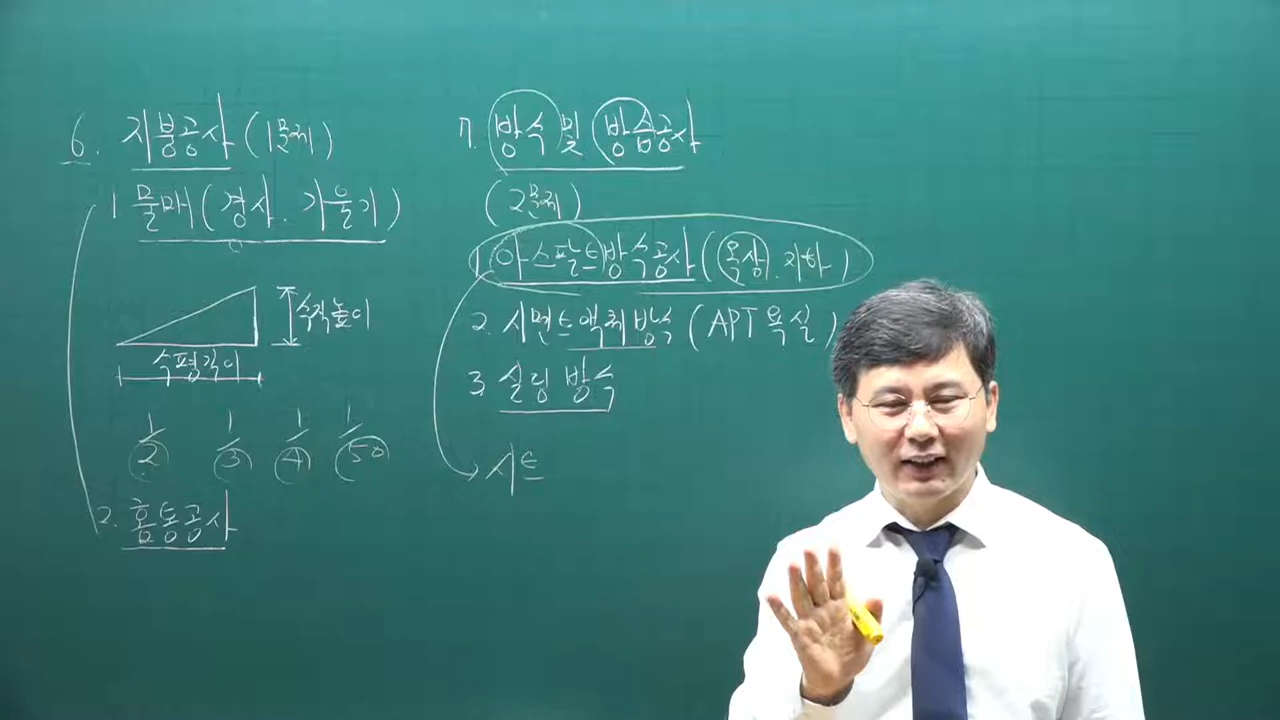 6. 지붕공사 (1문제)
1 물매 (경사. 기울기)
수직높이
수평길이
1/2 1/3 1/4 1/50
2. 홈통공사
7. 방수 및 방습공사
(2문제)
1 아스팔트방수공사 (옥상. 지하)
2. 시멘트액체방수 (APT 욕실)
3. 실링 방수
시트